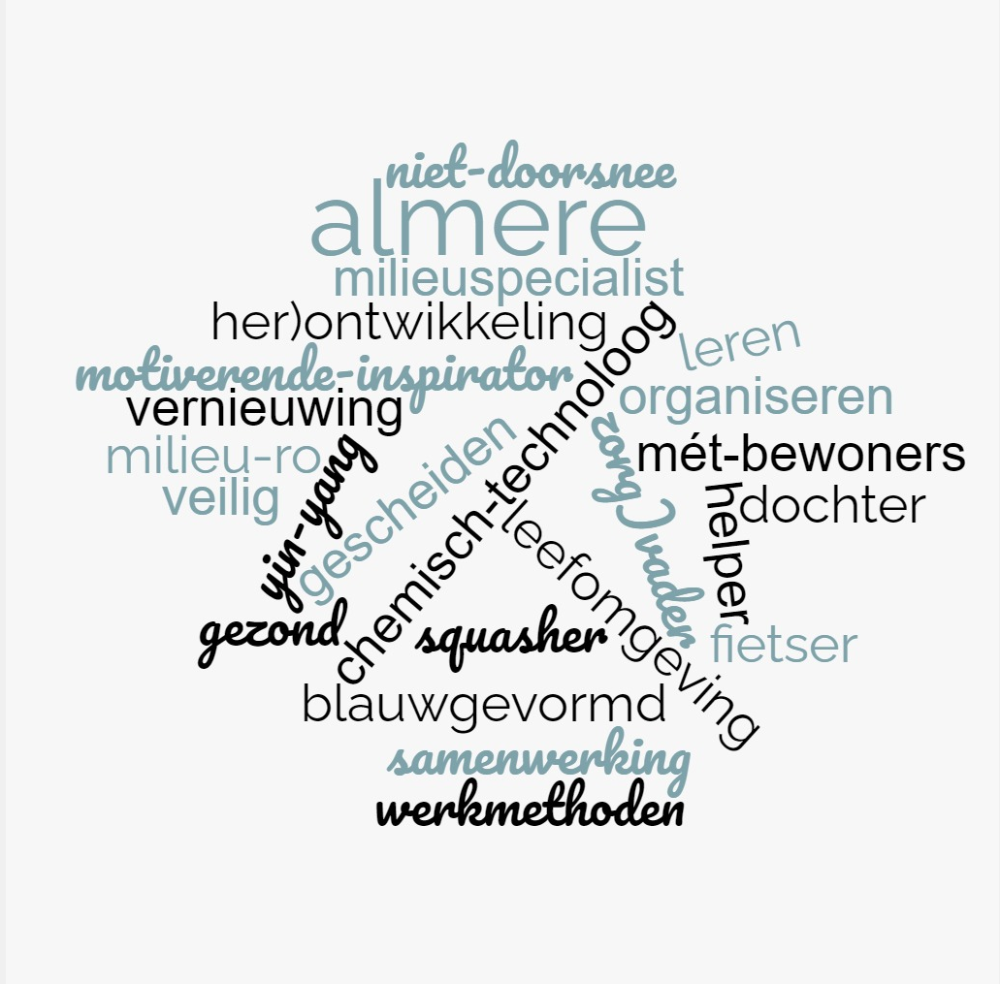 niet-doorsnee
almere
milieuspecialist
her)ontwikkeling
leren
motiverende-inspirator
organiseren
vernieuwing
chemisch-technoloog
mét-bewoners
milieu-ro
zorg
yin-yang
gescheiden
veilig
helper
dochter
(vader
leefomgeving
gezond
squasher
fietser
blauwgevormd
samenwerking
werkmethoden